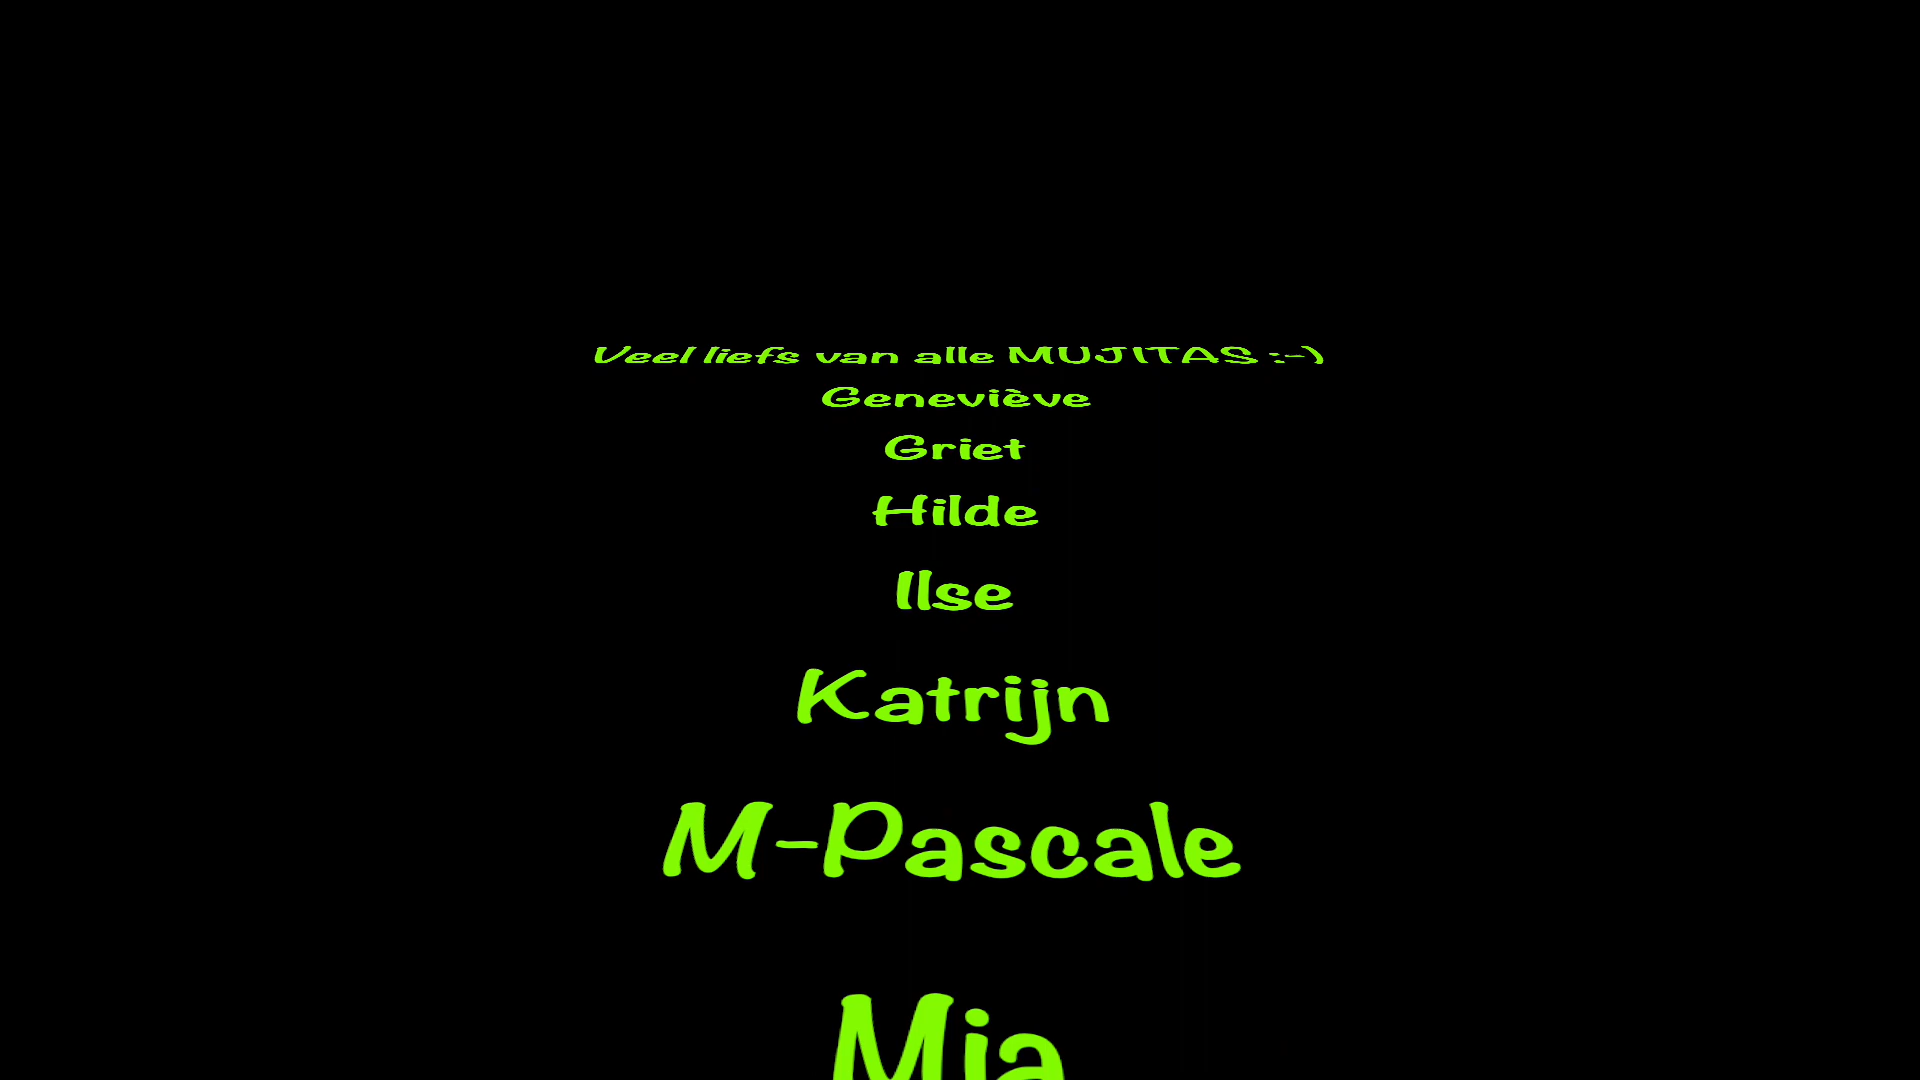 Veel liefs van alle MUJITAS :-)
Geneviève
Griet
Hilde
Ilse
Katrijn
M-Pascale
Mia